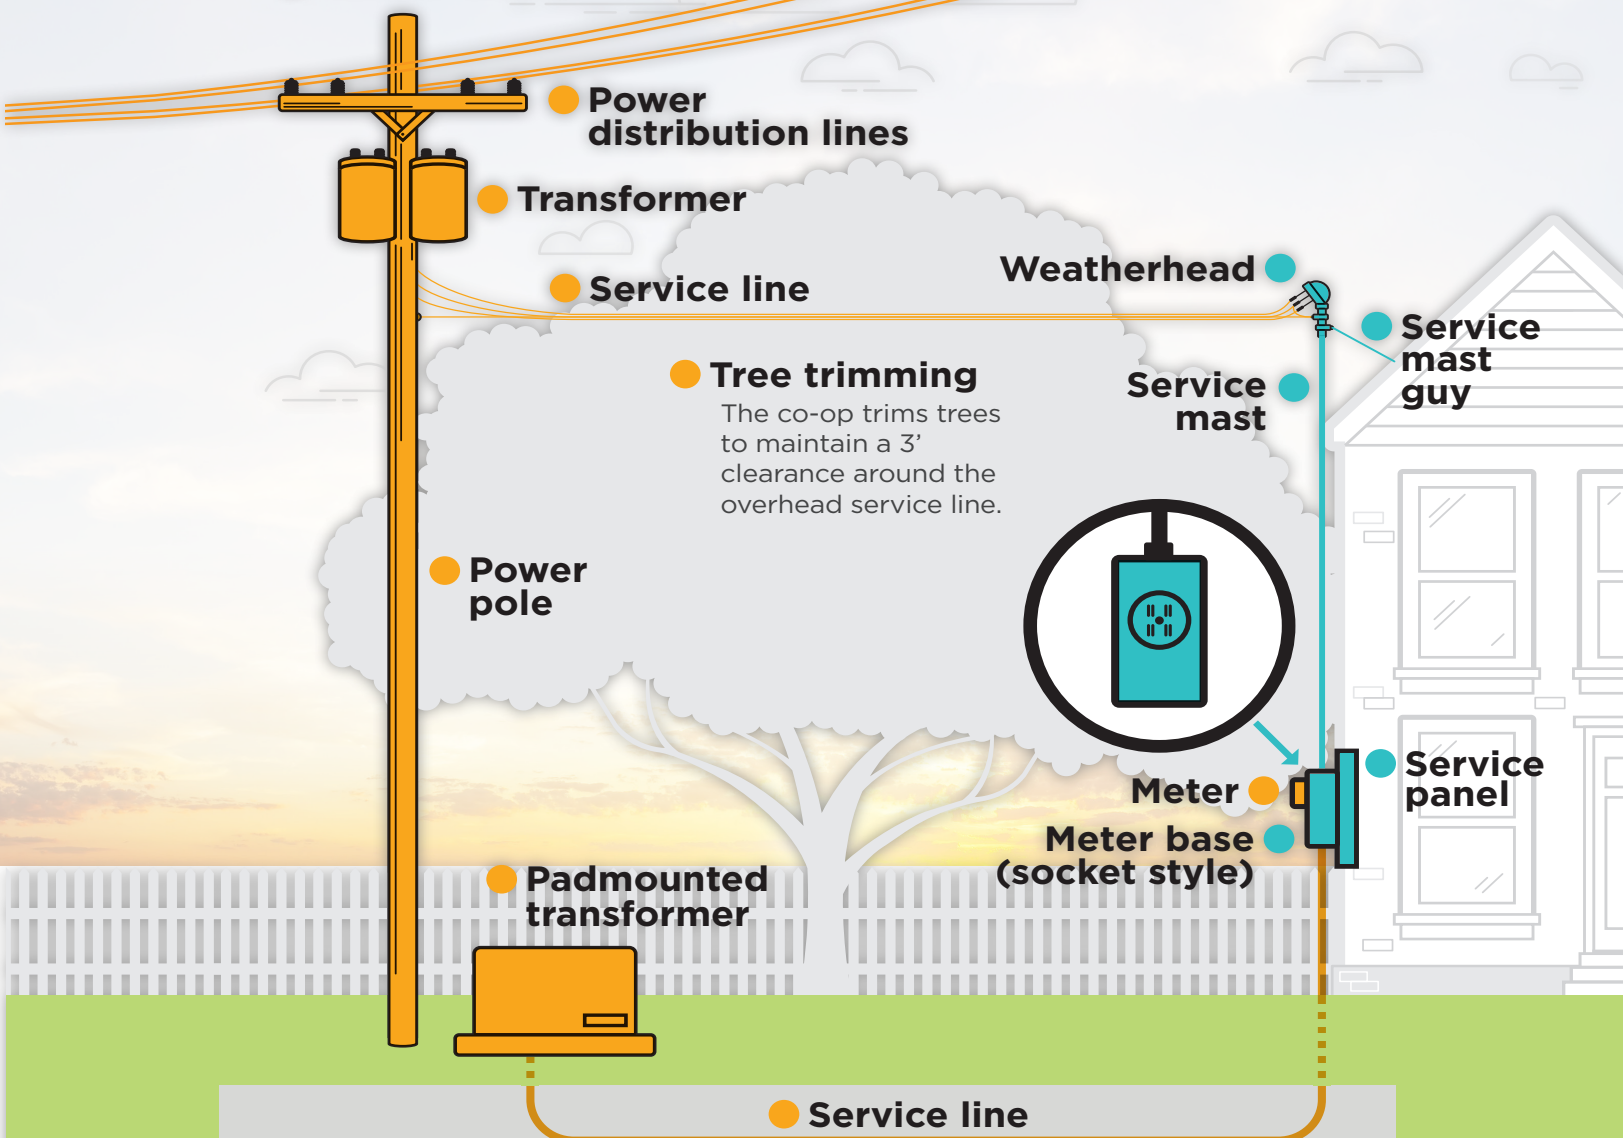 Power
distribution lines
Transformer
Service line
Weatherhead
Service
mast
guy
Tree trimming
The co-op trims trees
to maintain a 3’
clearance around the
overhead service line.
Service
mast
Power
pole
Service
panel
Meter
Meter base
(socket style)
Padmounted
transformer
Service line